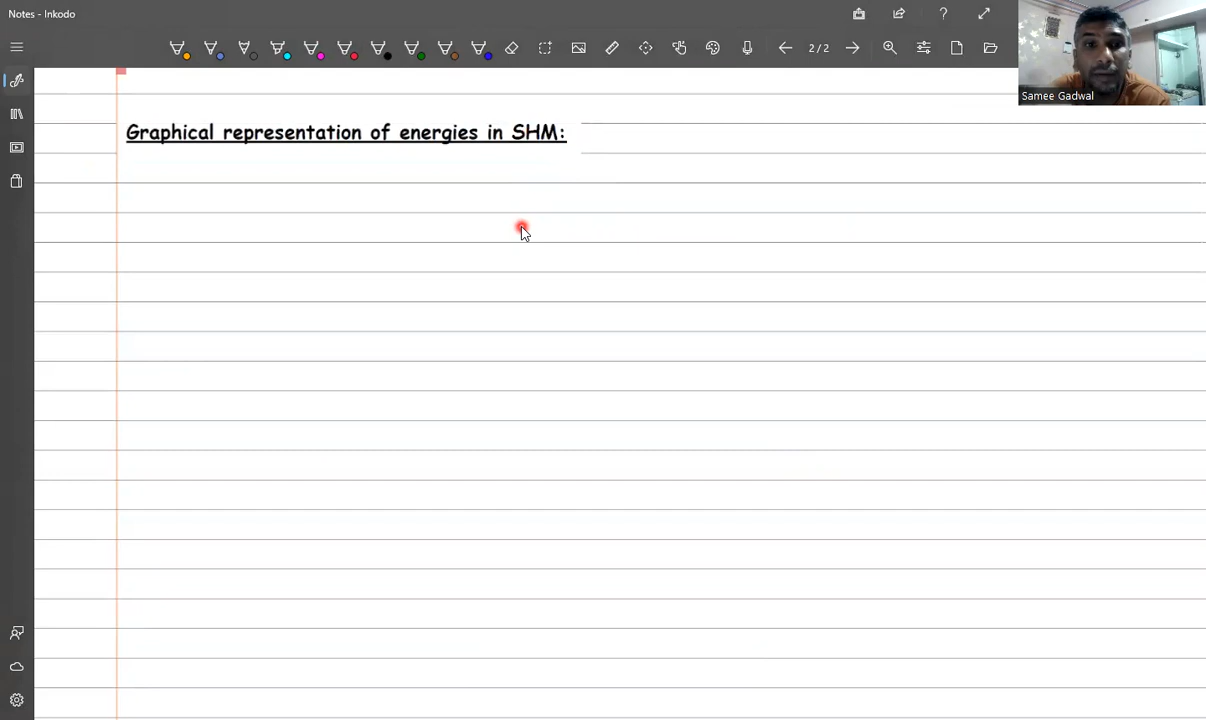 Notes - Inkodo
2/2
Samee Gadwal
Graphical representation of energies in SHM: